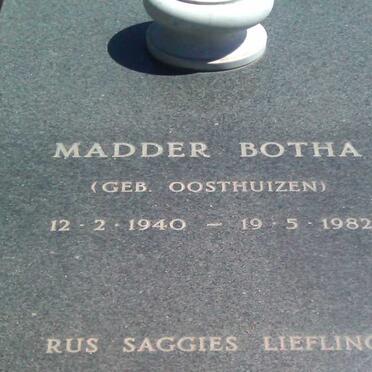 MADDER BOTHA
(GEB. OOSTHUIZEN)
12 · 2 · 1940 – 19 · 5 · 1982
RUS SAGGIES LIEFLING